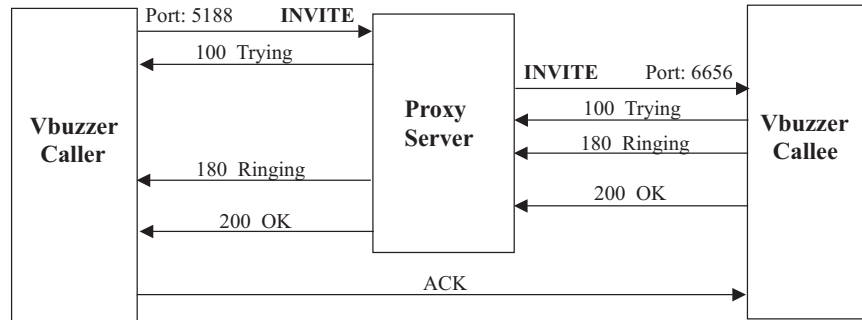 Port: 5188 INVITE
100 Trying
INVITE Port: 6656
100 Trying
180 Ringing
180 Ringing
200 OK
200 OK
ACK
Vbuzzer
Caller
Proxy
Server
Vbuzzer
Callee